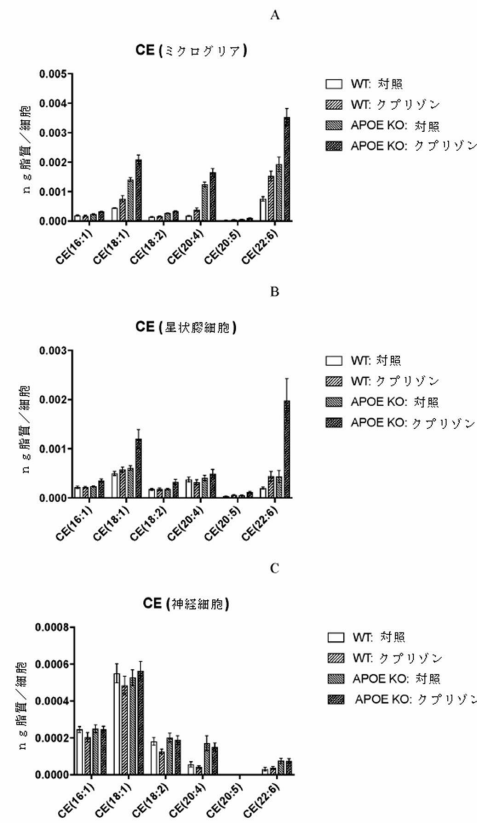 A
CE (ミクログリア)
ng脂質/細胞
0.005
0.004
0.003
0.002
0.001
0.000
CE(16:1)
CE(18:1)
CE(18:2)
CE(20:4)
CE(20:5)
CE(22:6)
WT: 対照
WT: クプリゾン
APOE KO: 対照
APOE KO: クプリゾン
B
CE (星状膠細胞)
ng脂質/細胞
0.003
0.002
0.001
0.000
CE(16:1)
CE(18:1)
CE(18:2)
CE(20:4)
CE(20:5)
CE(22:6)
WT: 対照
WT: クプリゾン
APOE KO: 対照
APOE KO: クプリゾン
C
CE (神経細胞)
ng脂質/細胞
0.0008
0.0006
0.0004
0.0002
0.0000
CE(16:1)
CE(18:1)
CE(18:2)
CE(20:4)
CE(20:5)
CE(22:6)
WT: 対照
WT: クプリゾン
APOE KO: 対照
APOE KO: クプリゾン